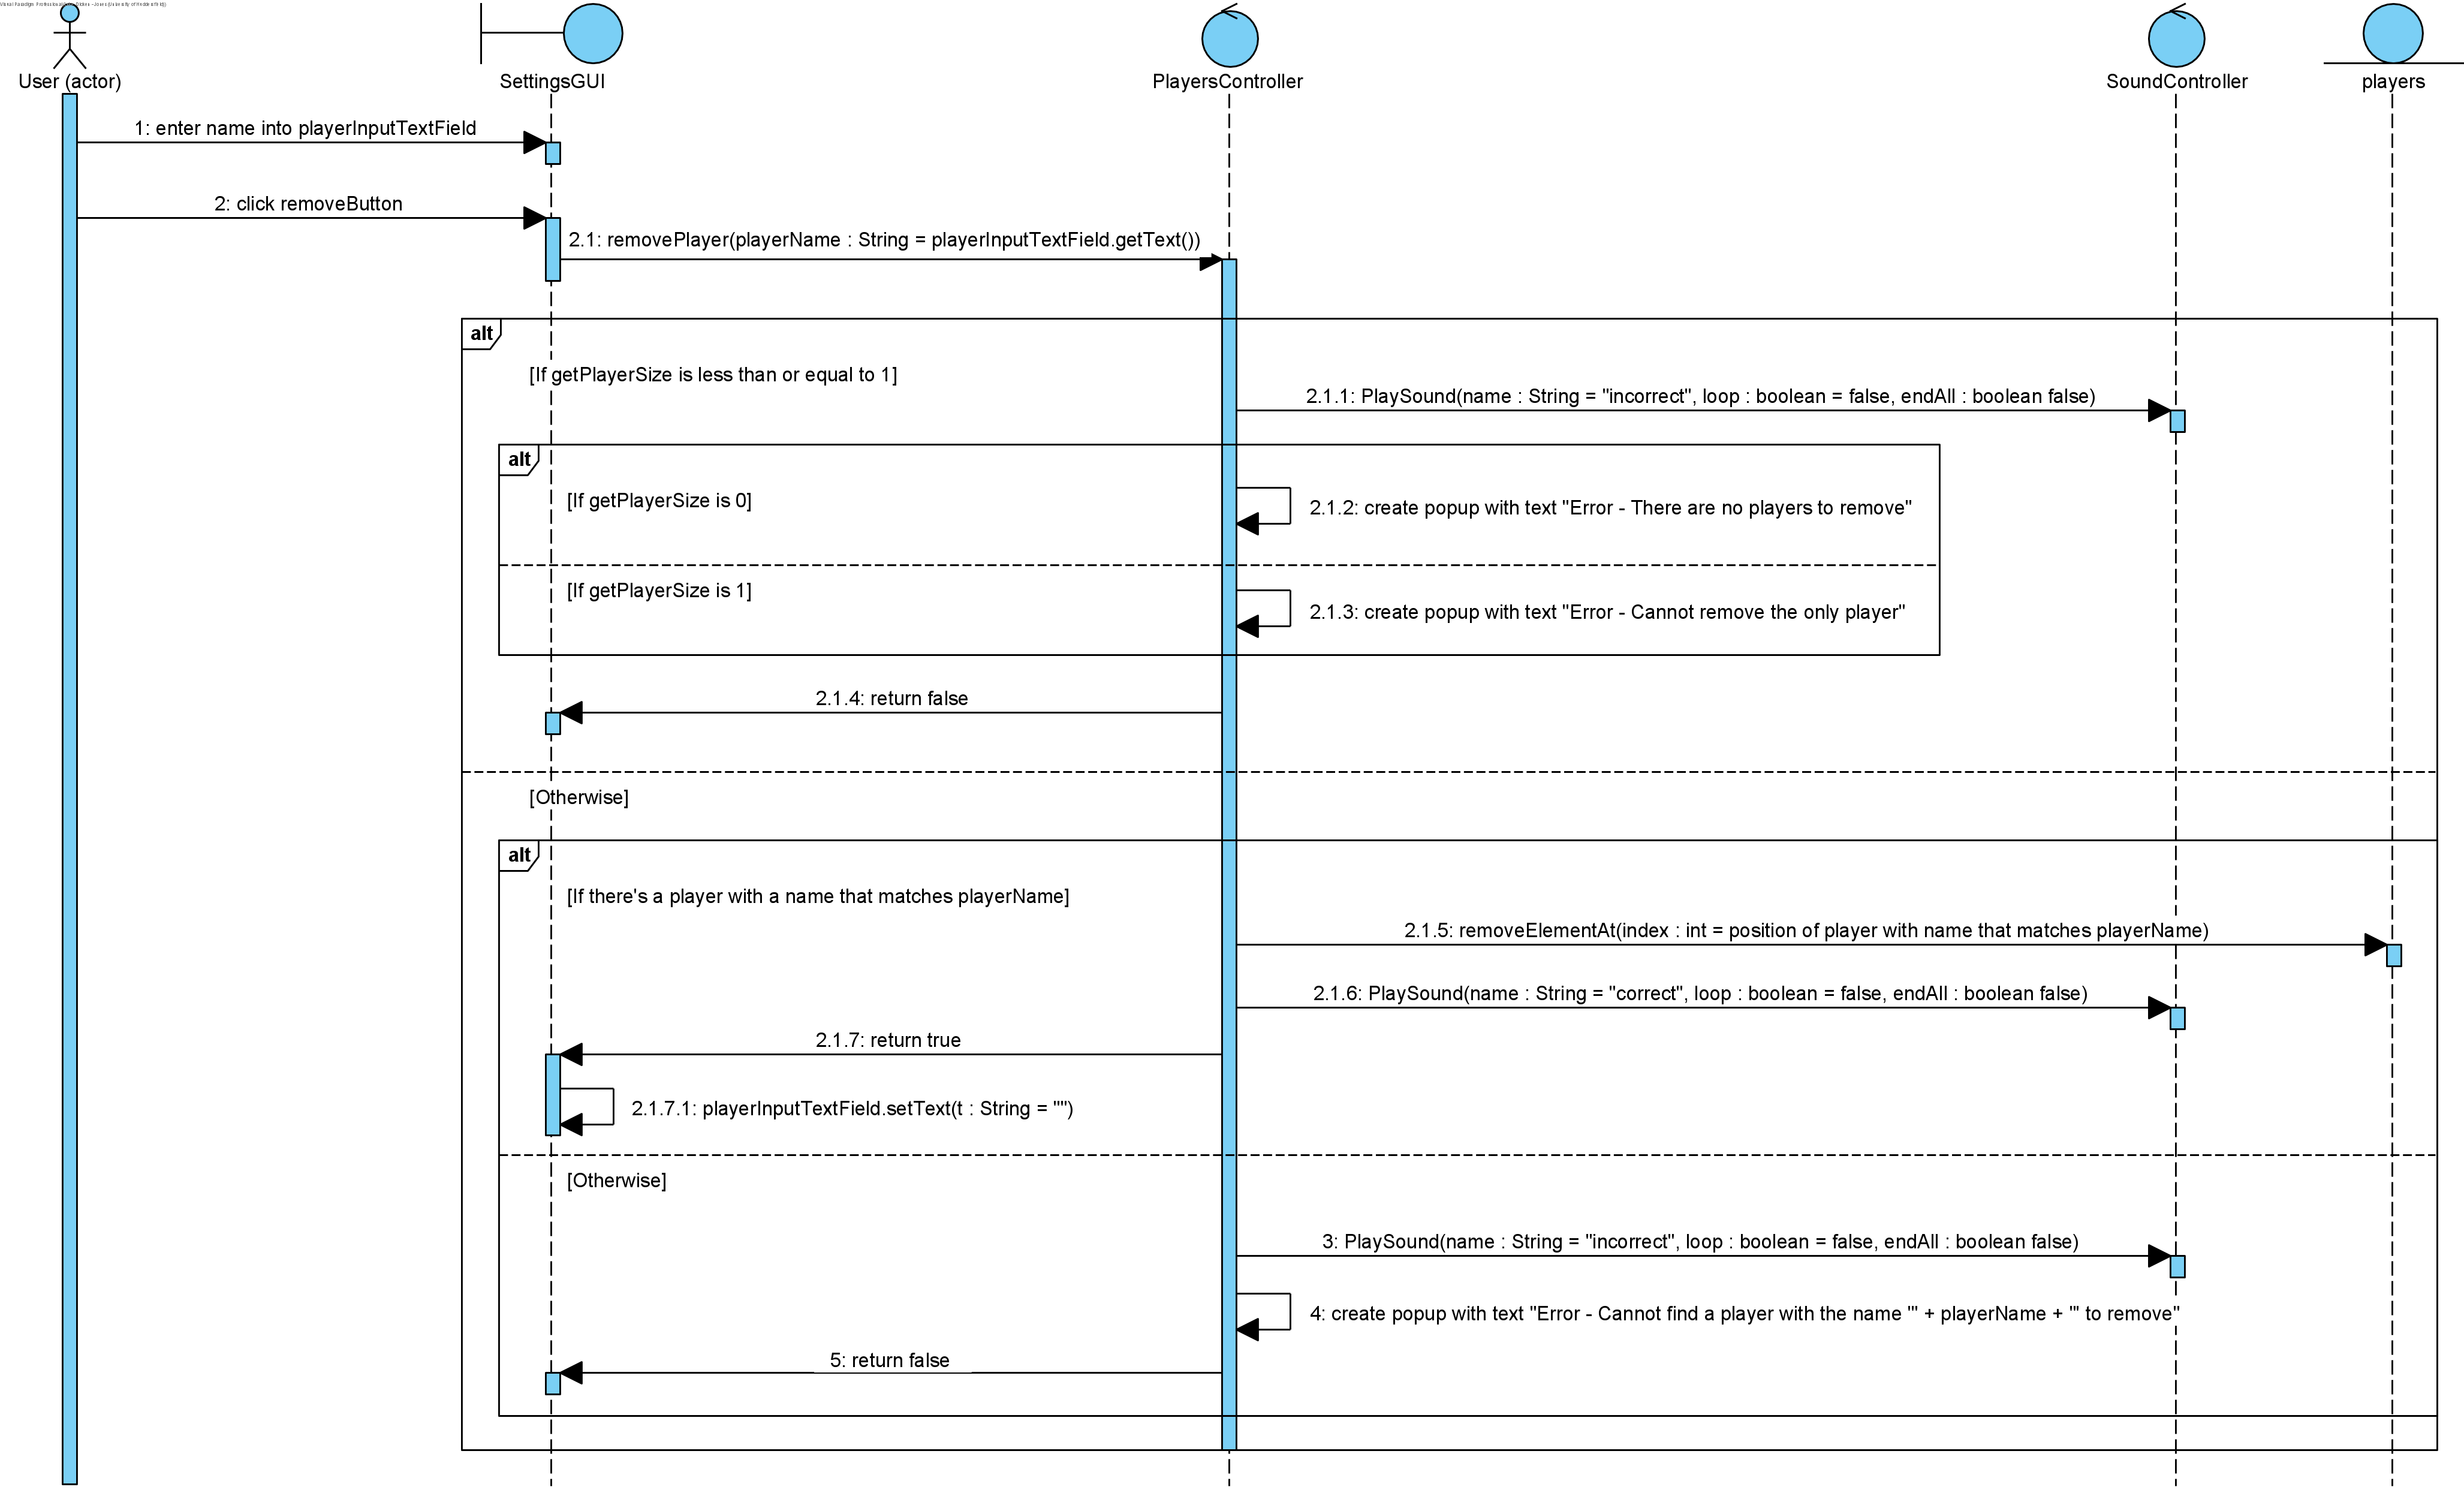 User (actor)
SettingsGUI
PlayersController
SoundController
players
1: enter name into playerInputTextField
2: click removeButton
2.1: removePlayer(playerName : String = playerInputTextField.getText())
alt
[If getPlayerSize is less than or equal to 1]
2.1.1: PlaySound(name : String = "incorrect", loop : boolean = false, endAll : boolean false)
alt
[If getPlayerSize is 0]
2.1.2: create popup with text "Error - There are no players to remove"
[If getPlayerSize is 1]
2.1.3: create popup with text "Error - Cannot remove the only player"
2.1.4: return false
[Otherwise]
alt
[If there's a player with a name that matches playerName]
2.1.5: removeElementAt(index : int = position of player with name that matches playerName)
2.1.6: PlaySound(name : String = "correct", loop : boolean = false, endAll : boolean false)
2.1.7: return true
2.1.7.1: playerInputTextField.setText(t : String = "")
[Otherwise]
3: PlaySound(name : String = "incorrect", loop : boolean = false, endAll : boolean false)
4: create popup with text "Error - Cannot find a player with the name '" + playerName + "' to remove"
5: return false